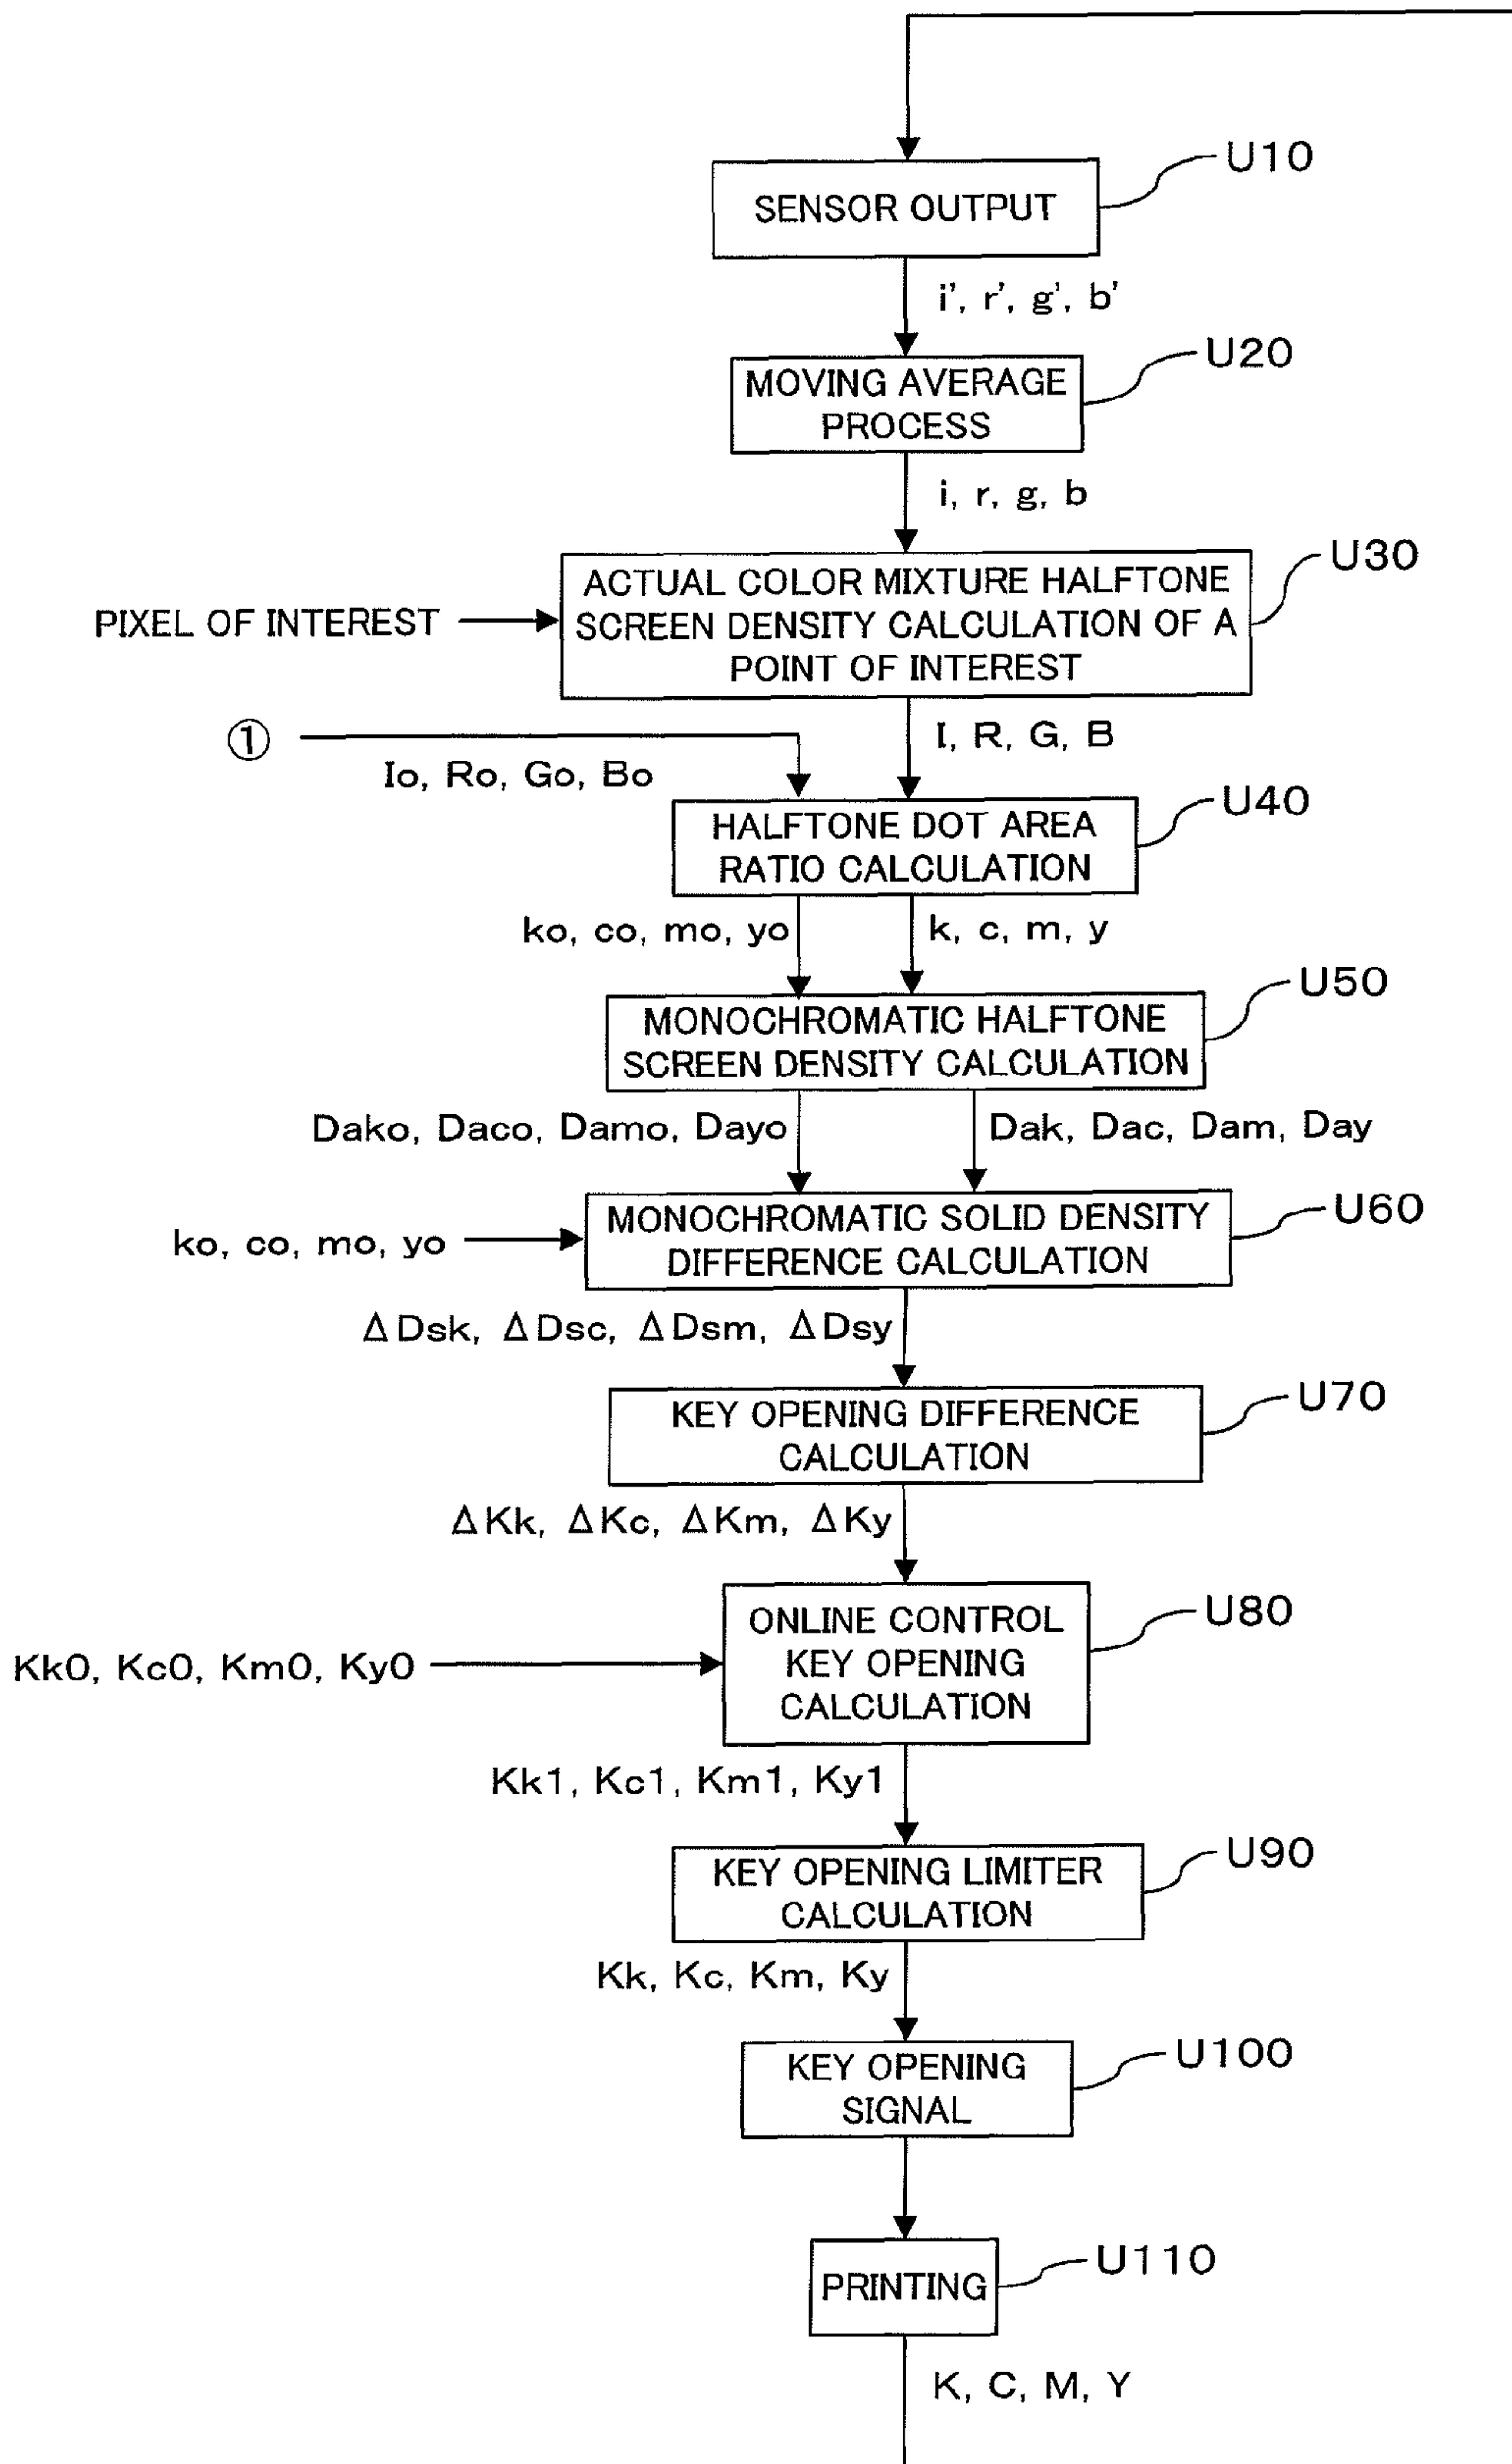 U10
SENSOR OUTPUT
i', r', g', b'
U20
MOVING AVERAGE
PROCESS
i, r, g, b
U30
ACTUAL COLOR MIXTURE HALFTONE
SCREEN DENSITY CALCULATION OF A
POINT OF INTEREST
PIXEL OF INTEREST
①
I, R, G, B
Io, Ro, Go, Bo
U40
HALFTONE DOT AREA
RATIO CALCULATION
ko, co, mo, yo
k, c, m, y
U50
MONOCHROMATIC HALFTONE
SCREEN DENSITY CALCULATION
Dako, Daco, Damo, Dayo
Dak, Dac, Dam, Day
U60
MONOCHROMATIC SOLID DENSITY
DIFFERENCE CALCULATION
ko, co, mo, yo
ΔDsk, ΔDsc, ΔDsm, ΔDsy
U70
KEY OPENING DIFFERENCE
CALCULATION
ΔKk, ΔKc, ΔKm, ΔKy
U80
ONLINE CONTROL
KEY OPENING
CALCULATION
Kk0, Kc0, Km0, Ky0
Kk1, Kc1, Km1, Ky1
U90
KEY OPENING LIMITER
CALCULATION
Kk, Kc, Km, Ky
U100
KEY OPENING
SIGNAL
U110
PRINTING
K, C, M, Y